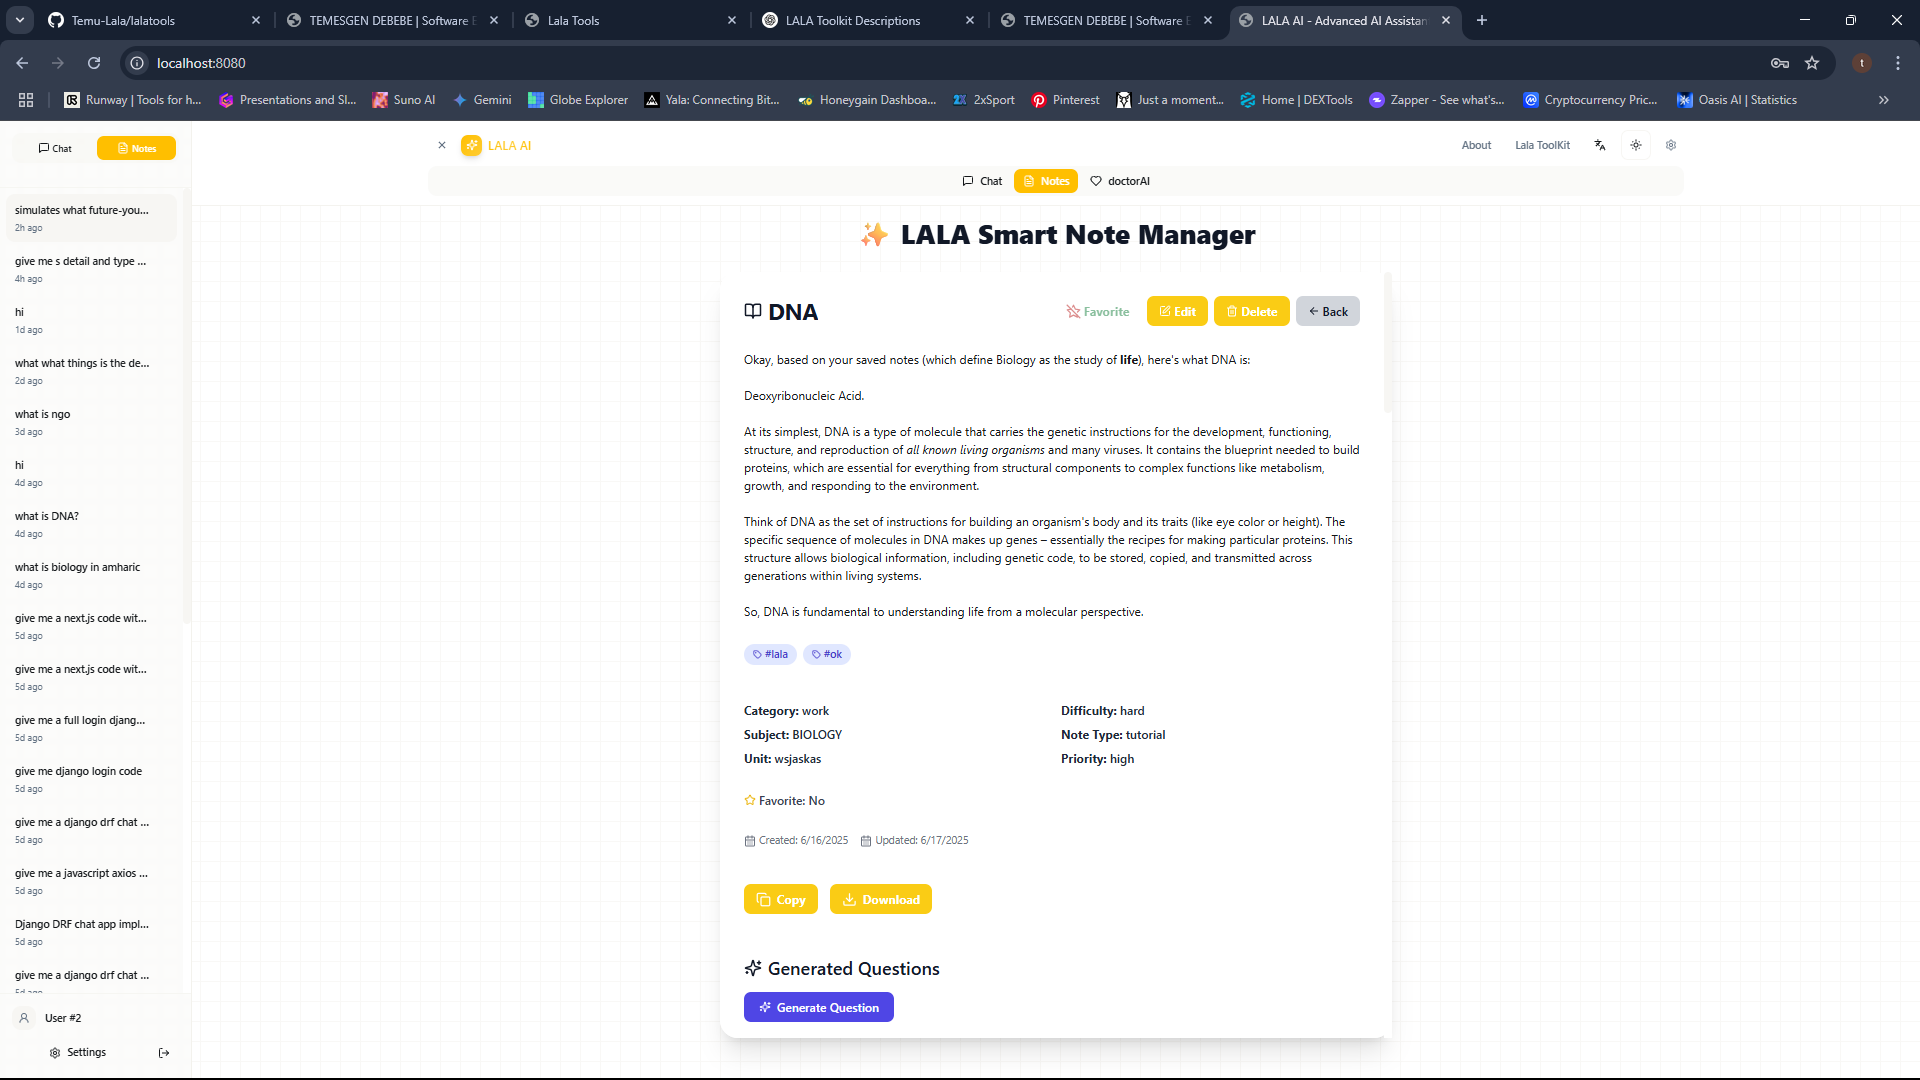 Temu-Lala/lalatools
TEMESGEN DEBEBE | Software E
Lala Tools
LALA Toolkit Descriptions
TEMESGEN DEBEBE | Software E
LALA AI - Advanced AI Assistan
localhost:8080
t
Runway | Tools for h...
Presentations and Sl...
Suno AI
Gemini
Globe Explorer
Yala: Connecting Bit...
Honeygain Dashboa...
2xSport
Pinterest
Just a moment...
Home | DEXTools
Zapper - See what's...
Cryptocurrency Pric...
Oasis AI | Statistics
Chat
Notes
LALA AI
About
Lala ToolKit
Chat
Notes
doctorAI
simulates what future-you...
2h ago
give me s detail and type ...
4h ago
hi
1d ago
what what things is the de...
2d ago
what is ngo
3d ago
hi
4d ago
what is DNA?
4d ago
what is biology in amharic
4d ago
give me a next.js code wit...
5d ago
give me a next.js code wit...
5d ago
give me a full login djang...
5d ago
give me django login code
5d ago
give me a django drf chat ...
5d ago
give me a javascript axios ...
5d ago
Django DRF chat app impl...
5d ago
give me a django drf chat ...
5d ago
User #2
Settings
✨ LALA Smart Note Manager
DNA
Favorite
Edit
Delete
Back
Okay, based on your saved notes (which define Biology as the study of life), here's what DNA is:
Deoxyribonucleic Acid.
At its simplest, DNA is a type of molecule that carries the genetic instructions for the development, functioning,
structure, and reproduction of all known living organisms and many viruses. It contains the blueprint needed to build
proteins, which are essential for everything from structural components to complex functions like metabolism,
growth, and responding to the environment.
Think of DNA as the set of instructions for building an organism's body and its traits (like eye color or height). The
specific sequence of molecules in DNA makes up genes – essentially the recipes for making particular proteins. This
structure allows biological information, including genetic code, to be stored, copied, and transmitted across
generations within living systems.
So, DNA is fundamental to understanding life from a molecular perspective.
#lala
#ok
Category: work
Difficulty: hard
Subject: BIOLOGY
Note Type: tutorial
Unit: wsjaskas
Priority: high
Favorite: No
Created: 6/16/2025
Updated: 6/17/2025
Copy
Download
Generated Questions
Generate Question